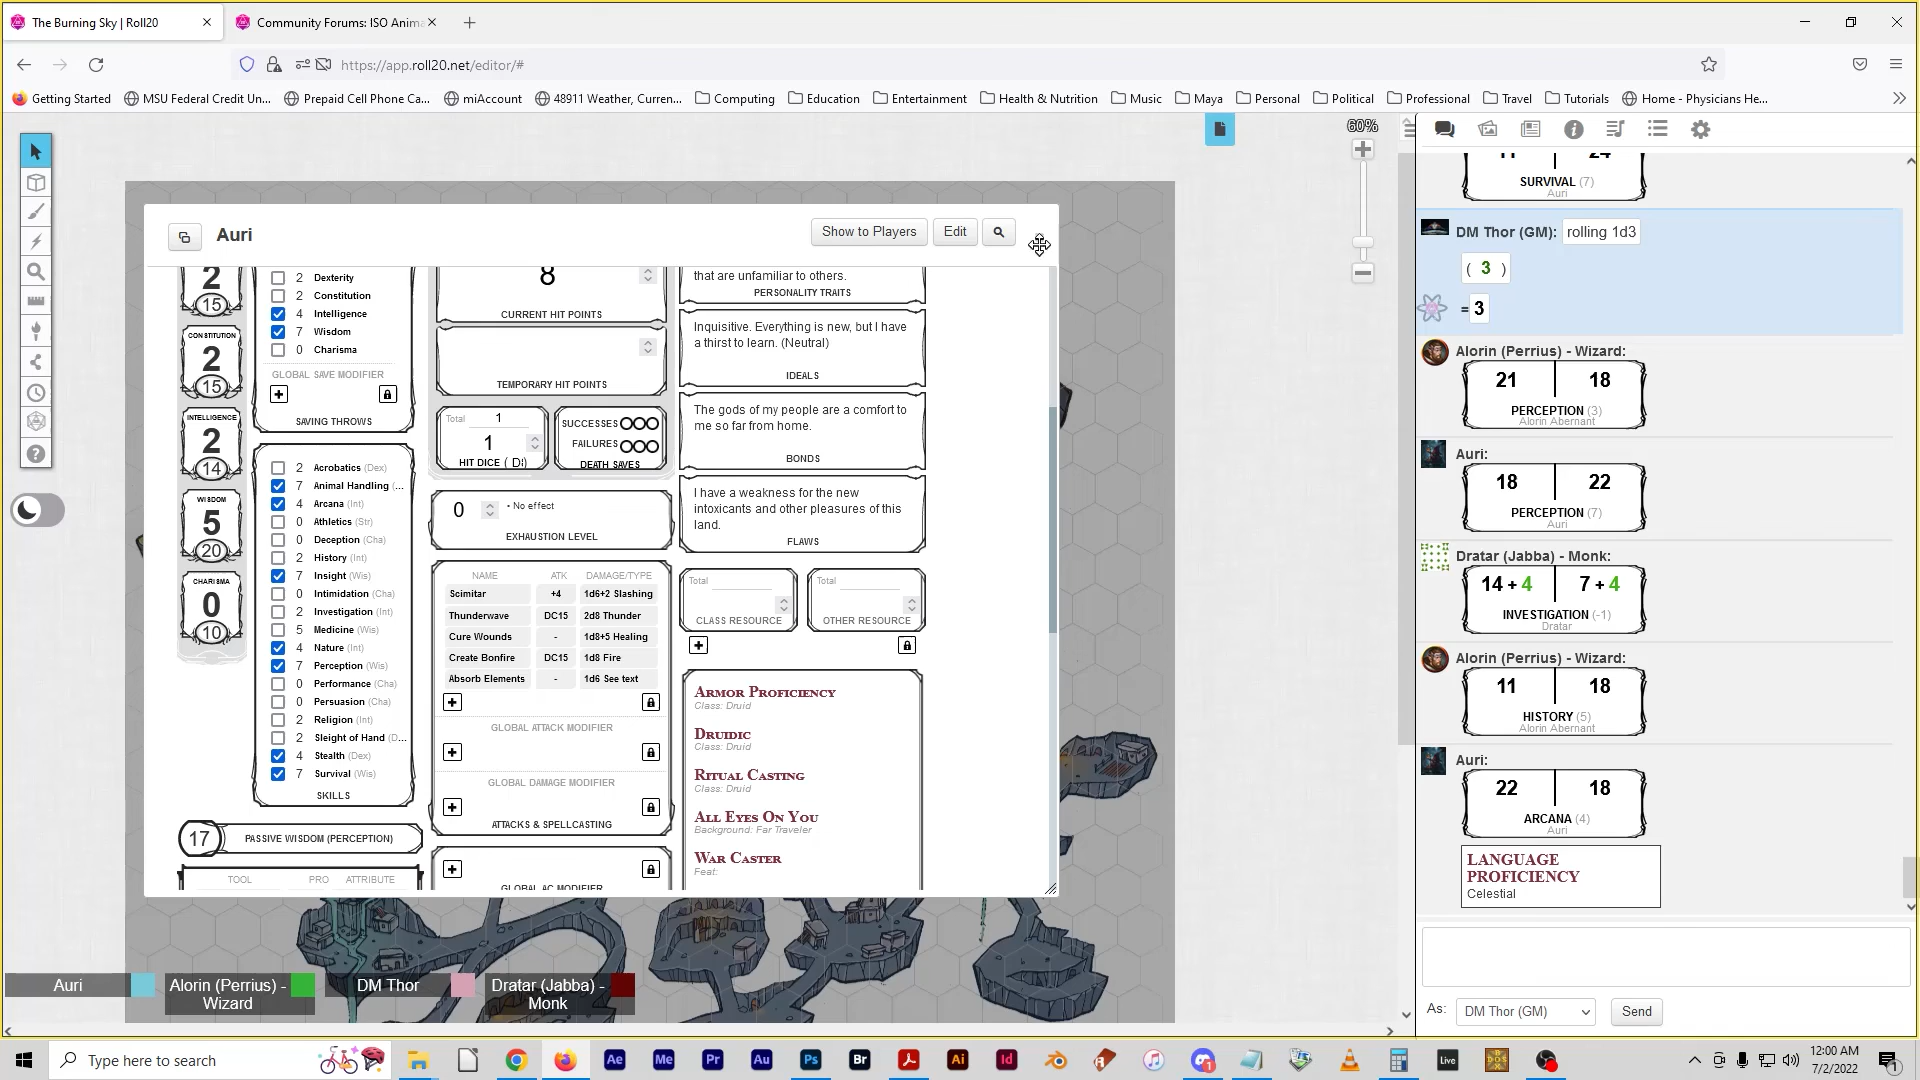 The Burning Sky | Roll20
Community Forums: ISO Anima
https://app.roll20.net/editor/#
Getting Started
MSU Federal Credit Un...
Prepaid Cell Phone Ca...
miAccount
48911 Weather, Curren...
Computing
Education
Entertainment
Health & Nutrition
Music
Maya
Personal
Political
Professional
Travel
Tutorials
Home - Physicians He...
60%
Auri
Show to Players
Edit
2
15
CONSTITUTION
2
15
INTELLIGENCE
2
14
WISDOM
5
20
CHARISMA
0
10
2 Dexterity
2 Constitution
4 Intelligence
7 Wisdom
0 Charisma
GLOBAL SAVE MODIFIER
SAVING THROWS
2 Acrobatics (Dex)
7 Animal Handling (...
4 Arcana (Int)
0 Athletics (Str)
0 Deception (Cha)
2 History (Int)
7 Insight (Wis)
0 Intimidation (Cha)
2 Investigation (Int)
5 Medicine (Wis)
4 Nature (Int)
7 Perception (Wis)
0 Performance (Cha)
0 Persuasion (Cha)
2 Religion (Int)
2 Sleight of Hand (D...
4 Stealth (Dex)
7 Survival (Wis)
SKILLS
17 PASSIVE WISDOM (PERCEPTION)
TOOL PRO ATTRIBUTE
8
CURRENT HIT POINTS
TEMPORARY HIT POINTS
Total 1
1
HIT DICE
SUCCESSES
FAILURES
DEATH SAVES
0 • No effect
EXHAUSTION LEVEL
NAME ATK DAMAGE/TYPE
Scimitar +4 1d6+2 Slashing
Thunderwave DC15 2d8 Thunder
Cure Wounds - 1d8+5 Healing
Create Bonfire DC15 1d8 Fire
Absorb Elements - 1d6 See text
GLOBAL ATTACK MODIFIER
GLOBAL DAMAGE MODIFIER
ATTACKS & SPELLCASTING
GLOBAL AC MODIFIER
that are unfamiliar to others.
PERSONALITY TRAITS
Inquisitive. Everything is new, but I have
a thirst to learn. (Neutral)
IDEALS
The gods of my people are a comfort to
me so far from home.
BONDS
I have a weakness for the new
intoxicants and other pleasures of this
land.
FLAWS
Total
CLASS RESOURCE
Total
OTHER RESOURCE
ARMOR PROFICIENCY
Class: Druid
DRUIDIC
Class: Druid
RITUAL CASTING
Class: Druid
ALL EYES ON YOU
Background: Far Traveler
WAR CASTER
Feat:
11 24
SURVIVAL (7)
Auri
DM Thor (GM): rolling 1d3
( 3 )
=3
Alorin (Perrius) - Wizard:
21 18
PERCEPTION (3)
Alorin Abernant
Auri:
18 22
PERCEPTION (7)
Auri
Dratar (Jabba) - Monk:
14 + 4 7 + 4
INVESTIGATION (-1)
Dratar
Alorin (Perrius) - Wizard:
11 18
HISTORY (5)
Alorin Abernant
Auri:
22 18
ARCANA (4)
Auri
LANGUAGE
PROFICIENCY
Celestial
As: DM Thor (GM)
Send
Auri
Alorin (Perrius) -
Wizard
DM Thor
Dratar (Jabba) -
Monk
Type here to search
Ae
Me
Pr
Au
Ps
Br
Ai
Id
Live
12:00 AM
7/2/2022